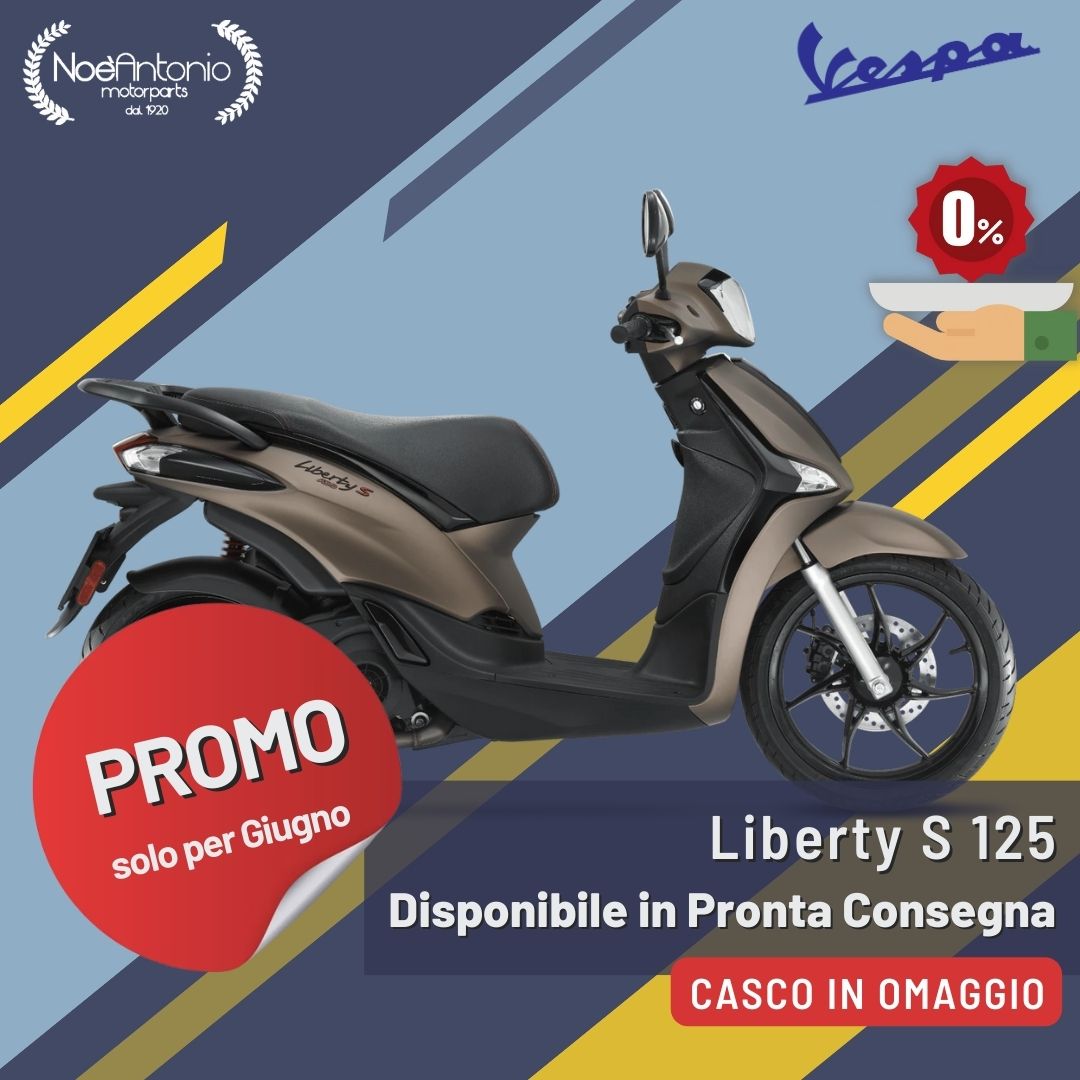 NoèAntonio
motorparts
dal 1920
Vespa
0%
Liberty S
PROMO
solo per Giugno
Liberty S 125
Disponibile in Pronta Consegna
CASCO IN OMAGGIO